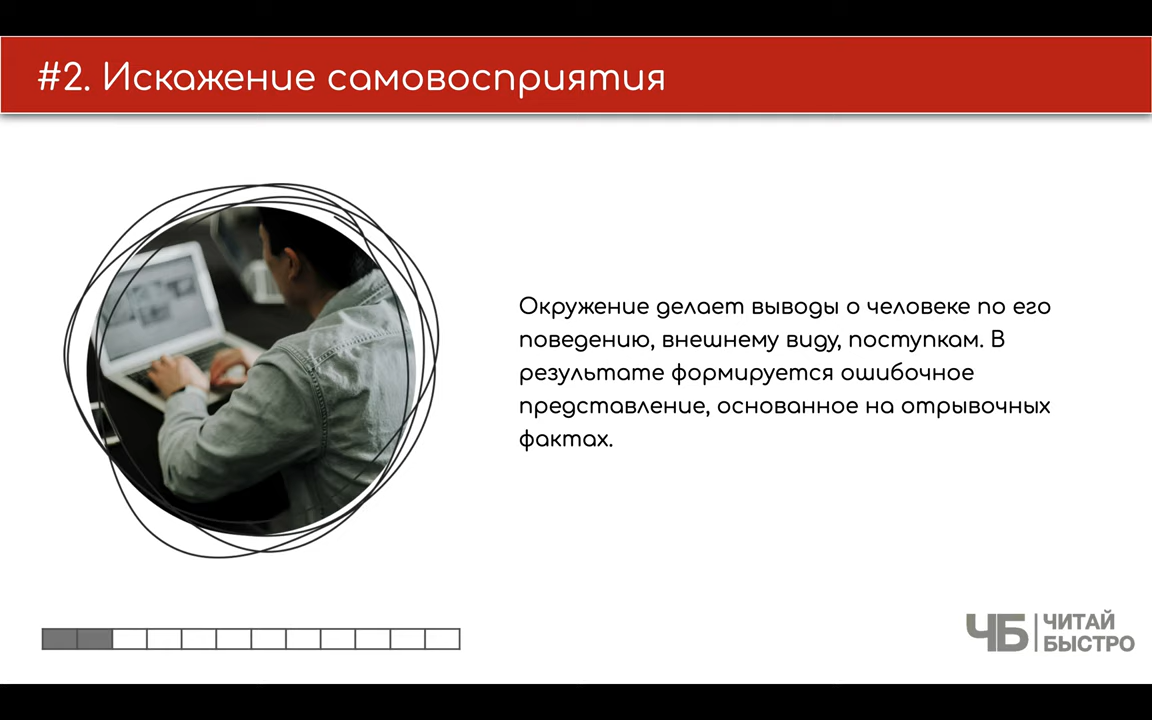 #2. Искажение самовосприятия
Окружение делает выводы о человеке по его
поведению, внешнему виду, поступкам. В
результате формируется ошибочное
представление, основанное на отрывочных
фактах.
ЧБ ЧИТАЙ
БЫСТРО